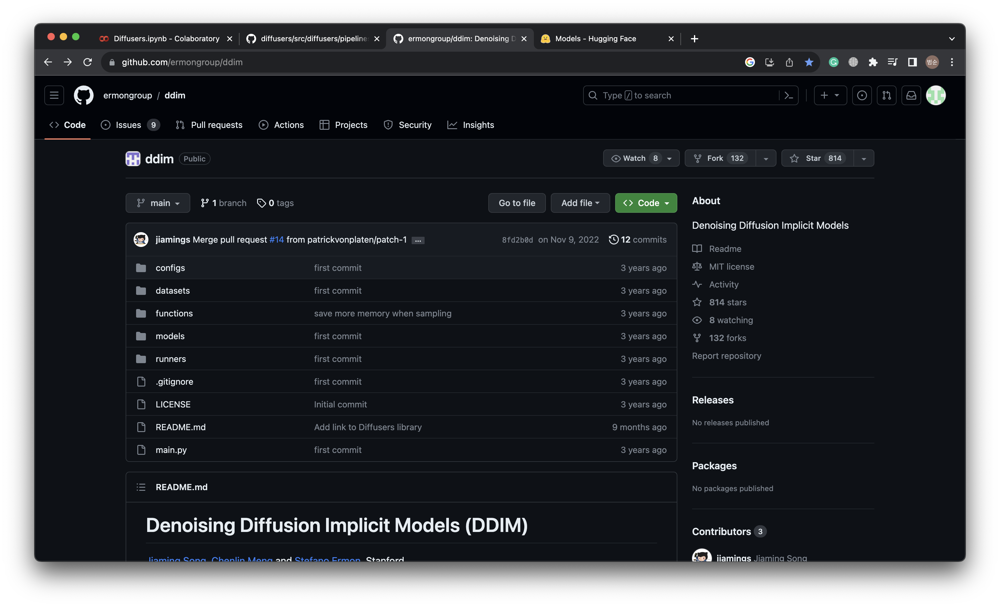 Diffusers.ipynb - Colaboratory
diffusers/src/diffusers/pipeline
ermongroup/ddim: Denoising D
Models - Hugging Face
github.com/ermongroup/ddim
범순
ermongroup / ddim
Type / to search
Code
Issues 9
Pull requests
Actions
Projects
Security
Insights
ddim Public
Watch 8
Fork 132
Star 814
main
1 branch
0 tags
Go to file
Add file
Code
jiamings Merge pull request #14 from patrickvonplaten/patch-1 ...
8fd2b0d on Nov 9, 2022
12 commits
configs first commit 3 years ago
datasets first commit 3 years ago
functions save more memory when sampling 3 years ago
models first commit 3 years ago
runners first commit 3 years ago
.gitignore first commit 3 years ago
LICENSE Initial commit 3 years ago
README.md Add link to Diffusers library 9 months ago
main.py first commit 3 years ago
README.md
Denoising Diffusion Implicit Models (DDIM)
Jiaming Song, Chenlin Meng and Stefano Ermon, Stanford
About
Denoising Diffusion Implicit Models
Readme
MIT license
Activity
814 stars
8 watching
132 forks
Report repository
Releases
No releases published
Packages
No packages published
Contributors 3
jiamings Jiaming Song